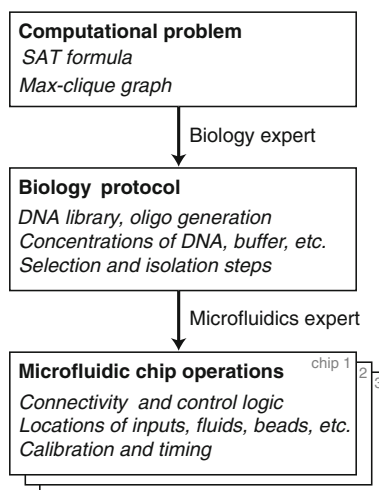 Computational problem
SAT formula
Max-clique graph
Biology expert
Biology protocol
DNA library, oligo generation
Concentrations of DNA, buffer, etc.
Selection and isolation steps
Microfluidics expert
chip 1
2
3
Microfluidic chip operations
Connectivity and control logic
Locations of inputs, fluids, beads, etc.
Calibration and timing